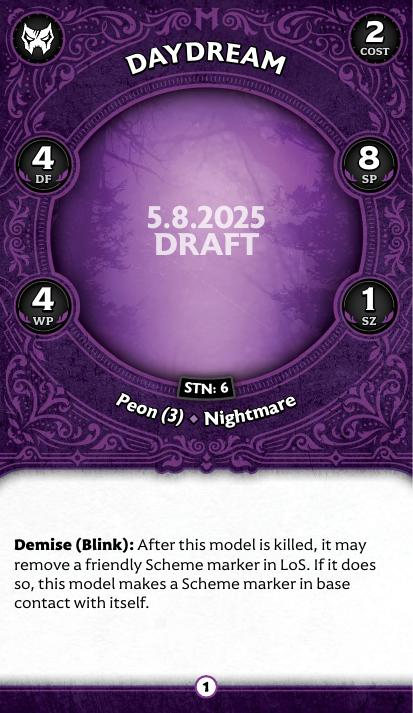 DAYDREAM
2
COST
4
DF
8
SP
5.8.2025
DRAFT
4
WP
1
SZ
STN: 6
Peon (3) ⬥ Nightmare
Demise (Blink): After this model is killed, it may
remove a friendly Scheme marker in LoS. If it does
so, this model makes a Scheme marker in base
contact with itself.
1